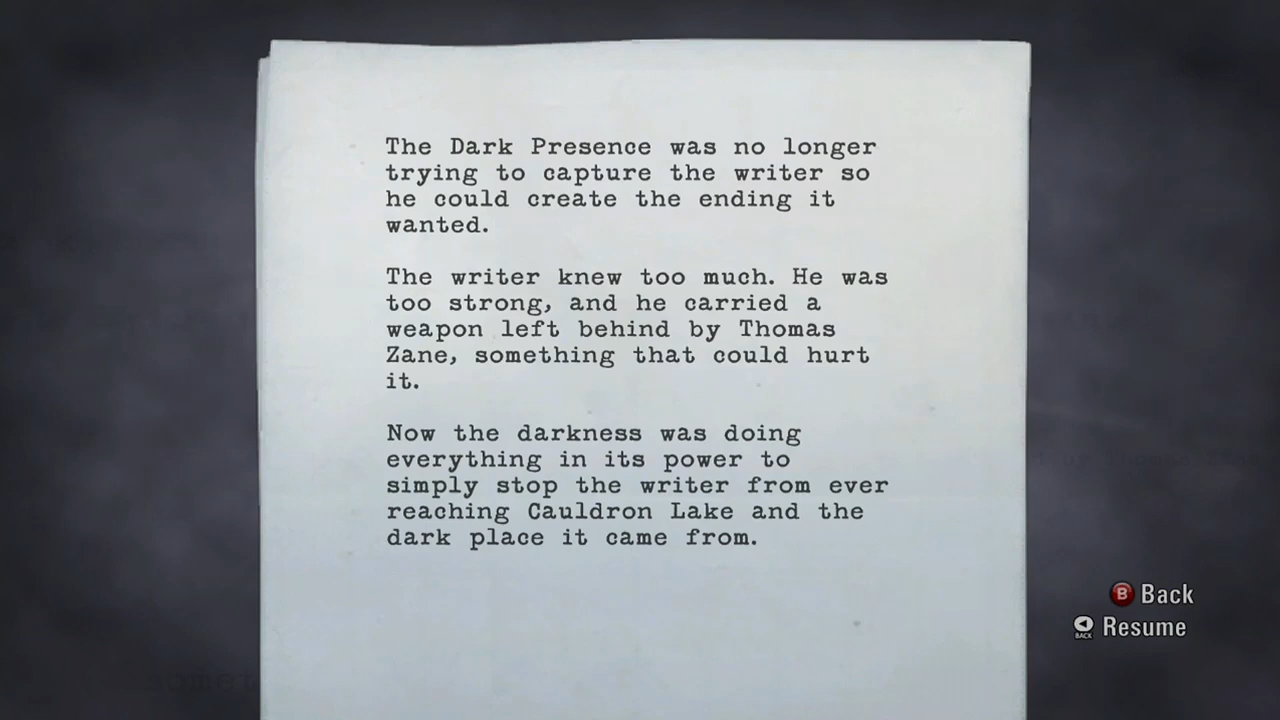 The Dark Presence was no longer
trying to capture the writer so
he could create the ending it
wanted.
The writer knew too much. He was
too strong, and he carried a
weapon left behind by Thomas
Zane, something that could hurt
it.
Now the darkness was doing
everything in its power to
simply stop the writer from ever
reaching Cauldron Lake and the
dark place it came from.
B Back
BACK Resume